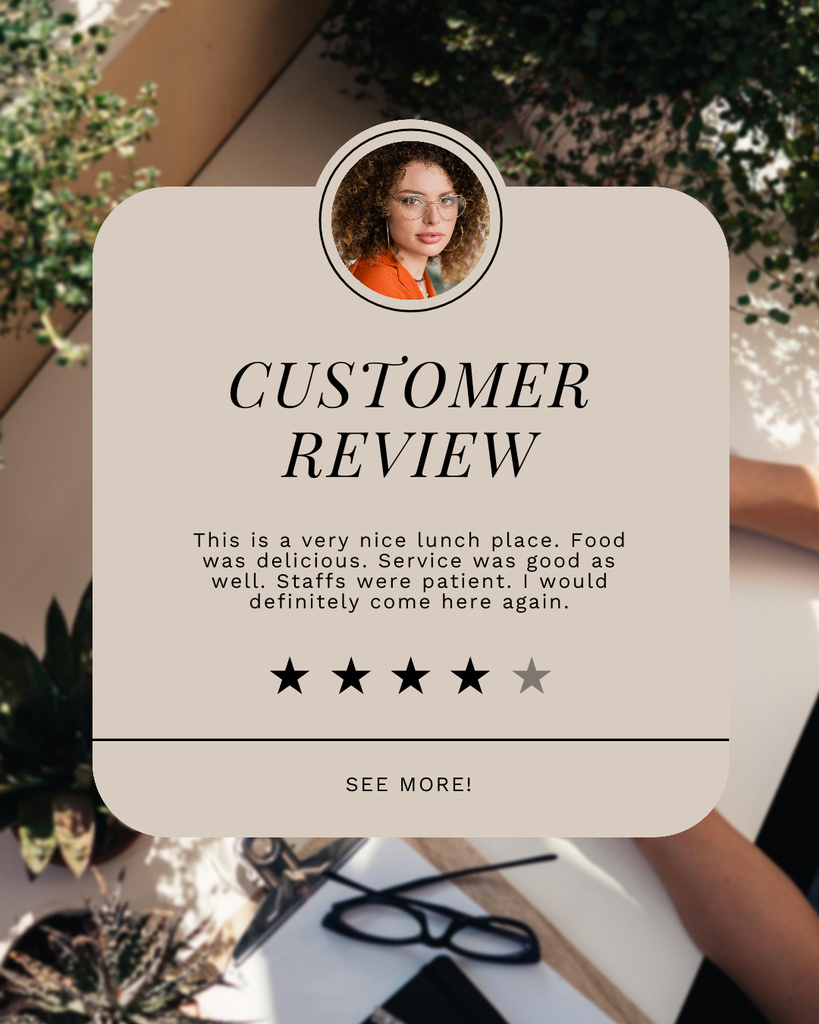 CUSTOMER
REVIEW
This is a very nice lunch place. Food
was delicious. Service was good as
well. Staffs were patient. I would
definitely come here again.
SEE MORE!